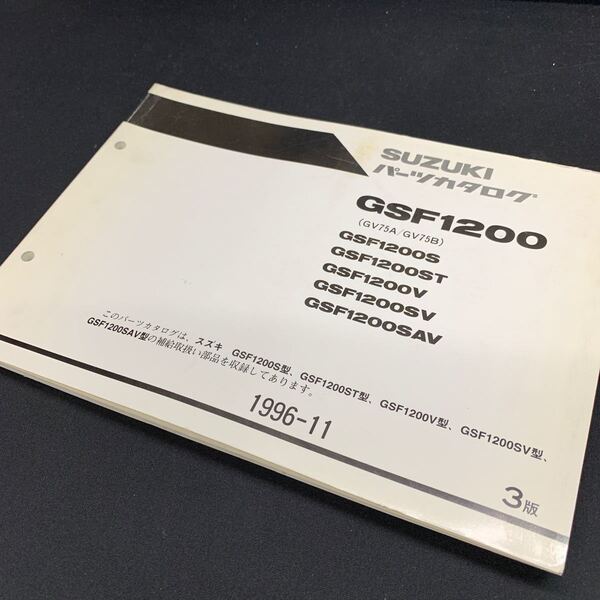 SUZUKI
パーツカタログ
GSF1200
(GV75A/GV75B)
GSF1200S
GSF1200ST
GSF1200V
GSF1200SV
GSF1200SAV
このパーツカタログは、スズキ GSF1200S型、GSF1200ST型、GSF1200V型、GSF1200SV型、
GSF1200SAV型の補給取扱い部品を収録してあります。
1996-11
3版